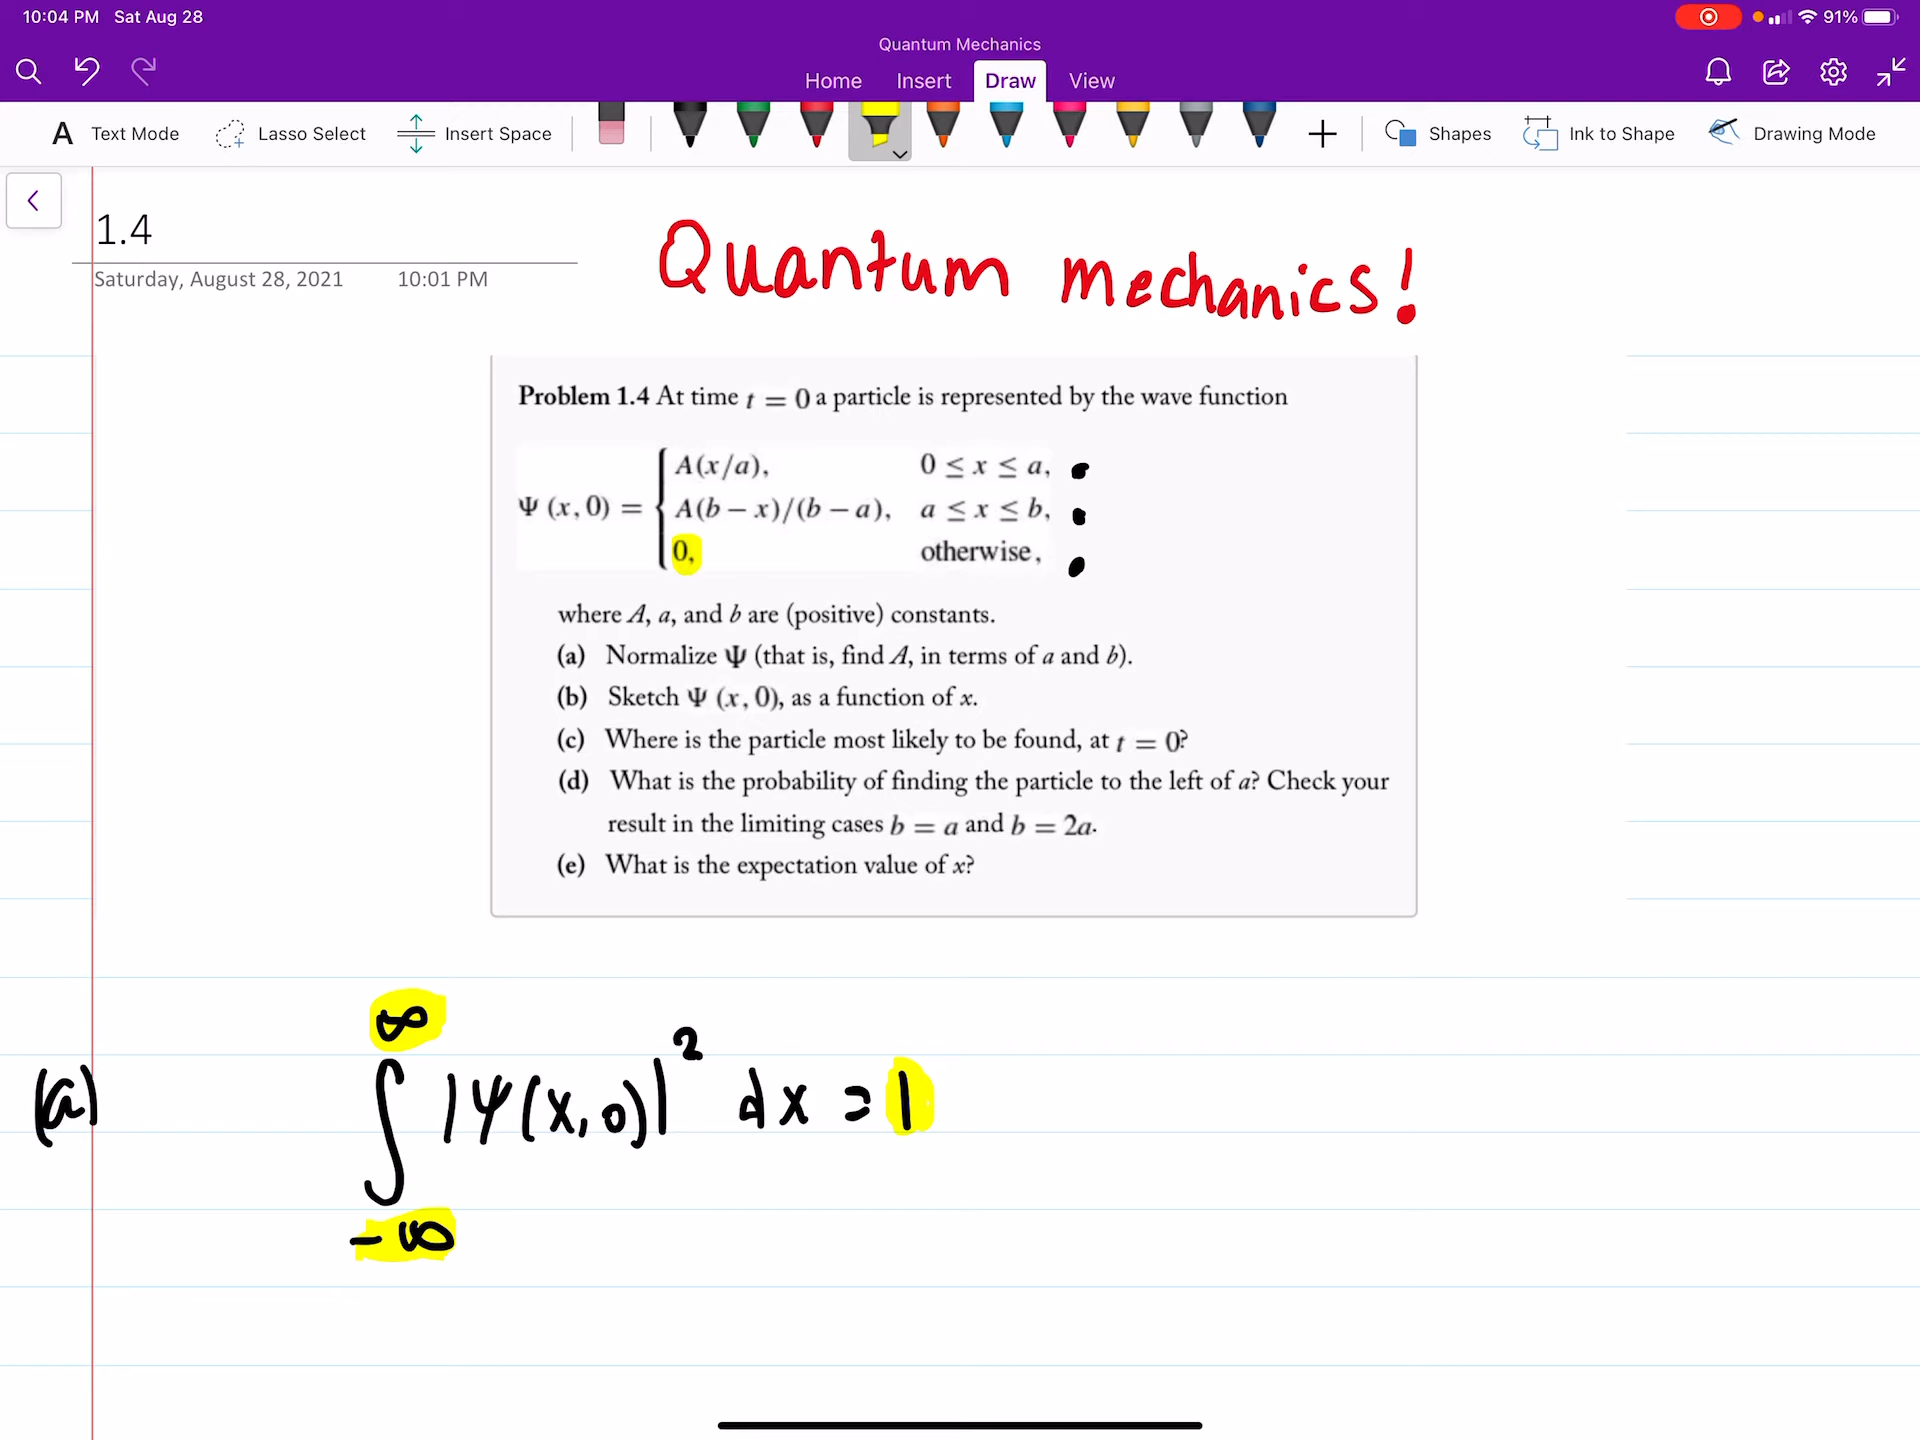 10:04 PM Sat Aug 28
91%
Quantum Mechanics
Home Insert Draw View
A Text Mode Lasso Select Insert Space Shapes Ink to Shape Drawing Mode
1.4
Saturday, August 28, 2021 10:01 PM
Quantum mechanics!
Problem 1.4 At time t = 0 a particle is represented by the wave function
Ψ (x, 0) = { A(x/a), 0 ≤ x ≤ a,
A(b − x)/(b − a), a ≤ x ≤ b,
0, otherwise,
where A, a, and b are (positive) constants.
(a) Normalize Ψ (that is, find A, in terms of a and b).
(b) Sketch Ψ (x, 0), as a function of x.
(c) Where is the particle most likely to be found, at t = 0?
(d) What is the probability of finding the particle to the left of a? Check your
result in the limiting cases b = a and b = 2a.
(e) What is the expectation value of x?
(a) ∫_{-∞}^{∞} |Ψ(x,0)|² dx = 1